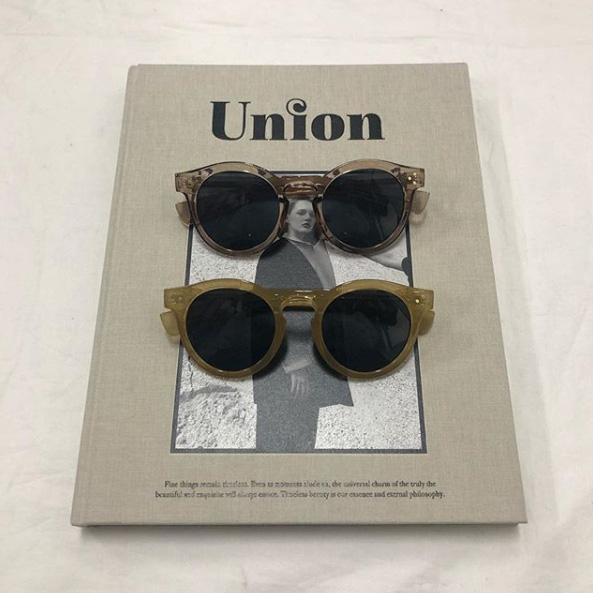 Union
Fine things remain timeless. Even as moments elude us, the universal charm of the truly the
beautiful and exquisite will always endure. Timeless beauty is our essence and eternal philosophy.